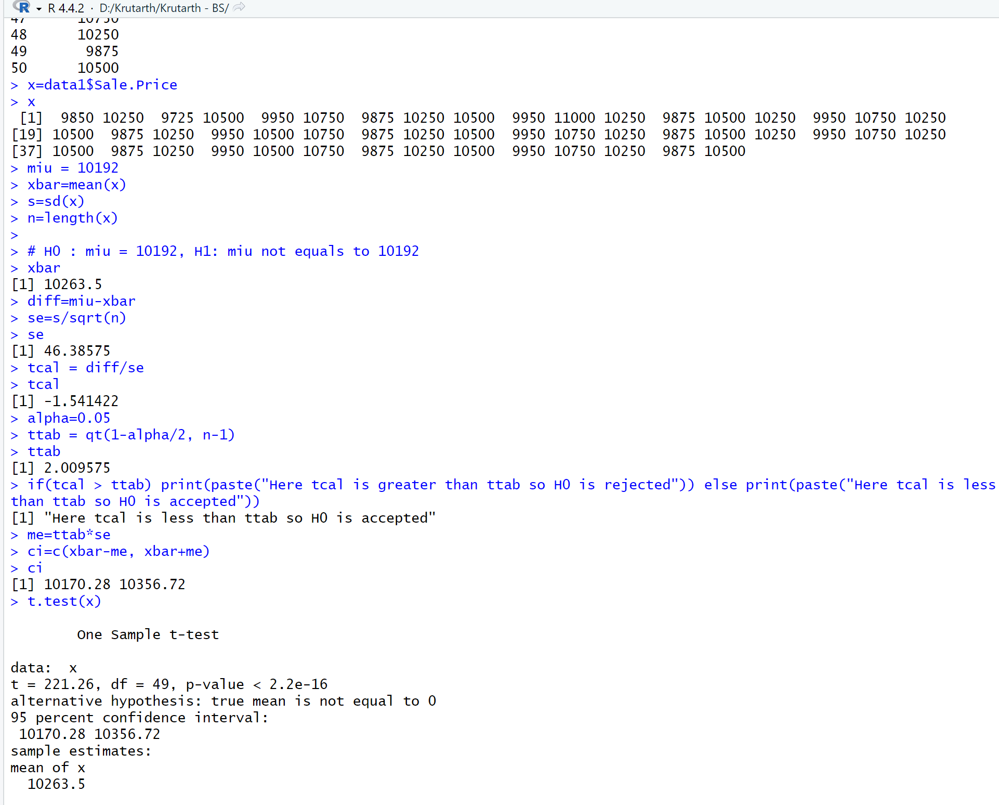 R 4.4.2 · D:/Krutarth/Krutarth - BS/
47 10750
48 10250
49 9875
50 10500
> x=data1$Sale.Price
> x
[1] 9850 10250 9725 10500 9950 10750 9875 10250 10500 9950 11000 10250 9875 10500 10250 9950 10750 10250
[19] 10500 9875 10250 9950 10500 10750 9875 10250 10500 9950 10750 10250 9875 10500 10250 9950 10750 10250
[37] 10500 9875 10250 9950 10500 10750 9875 10250 10500 9950 10750 10250 9875 10500
> miu = 10192
> xbar=mean(x)
> s=sd(x)
> n=length(x)
>
> # H0 : miu = 10192, H1: miu not equals to 10192
> xbar
[1] 10263.5
> diff=miu-xbar
> se=s/sqrt(n)
> se
[1] 46.38575
> tcal = diff/se
> tcal
[1] -1.541422
> alpha=0.05
> ttab = qt(1-alpha/2, n-1)
> ttab
[1] 2.009575
> if(tcal > ttab) print(paste("Here tcal is greater than ttab so H0 is rejected")) else print(paste("Here tcal is less
than ttab so H0 is accepted"))
[1] "Here tcal is less than ttab so H0 is accepted"
> me=ttab*se
> ci=c(xbar-me, xbar+me)
> ci
[1] 10170.28 10356.72
> t.test(x)
One Sample t-test
data: x
t = 221.26, df = 49, p-value < 2.2e-16
alternative hypothesis: true mean is not equal to 0
95 percent confidence interval:
10170.28 10356.72
sample estimates:
mean of x
10263.5